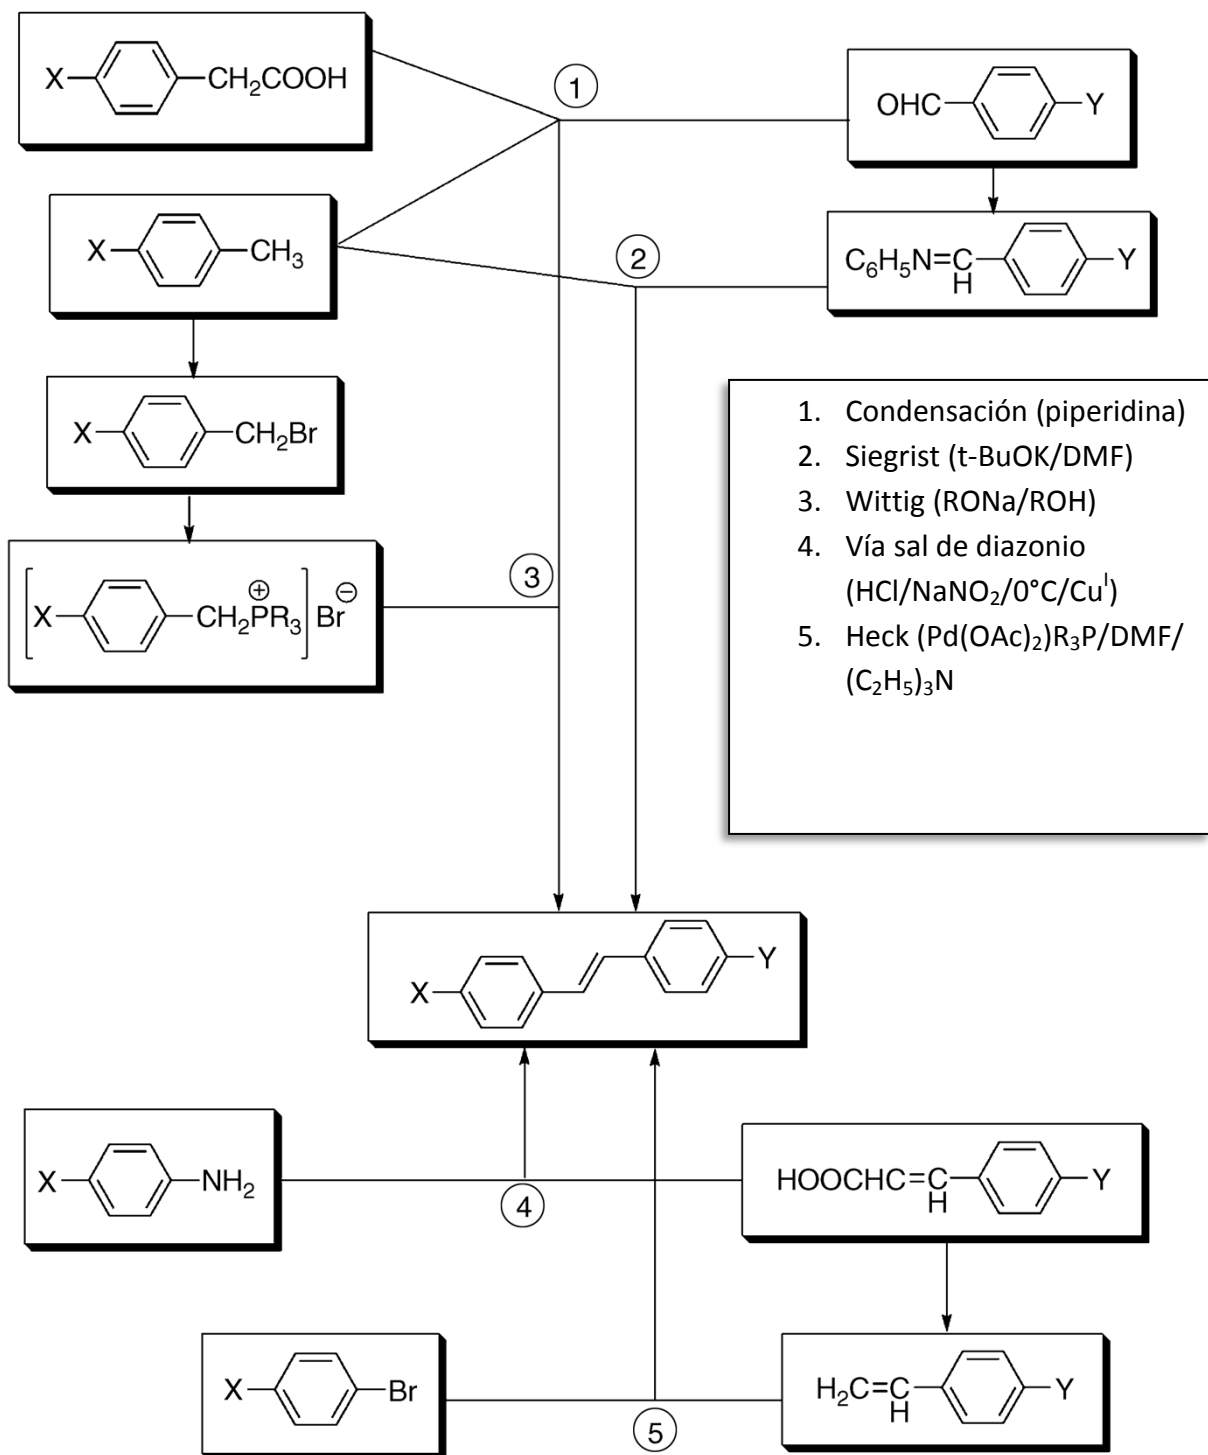 X
CH₂COOH
1
OHC
Y
X
CH₃
2
C₆H₅N=C
H
Y
X
CH₂Br
1. Condensación (piperidina)
2. Siegrist (t-BuOK/DMF)
3. Wittig (RONa/ROH)
4. Vía sal de diazonio
(HCl/NaNO₂/0°C/Cuᴵ)
5. Heck (Pd(OAc)₂)R₃P/DMF/
(C₂H₅)₃N
3
[X
CH₂PR₃]Br
⊕
⊖
X
Y
X
NH₂
4
HOOCHC=C
H
Y
X
Br
5
H₂C=C
H
Y